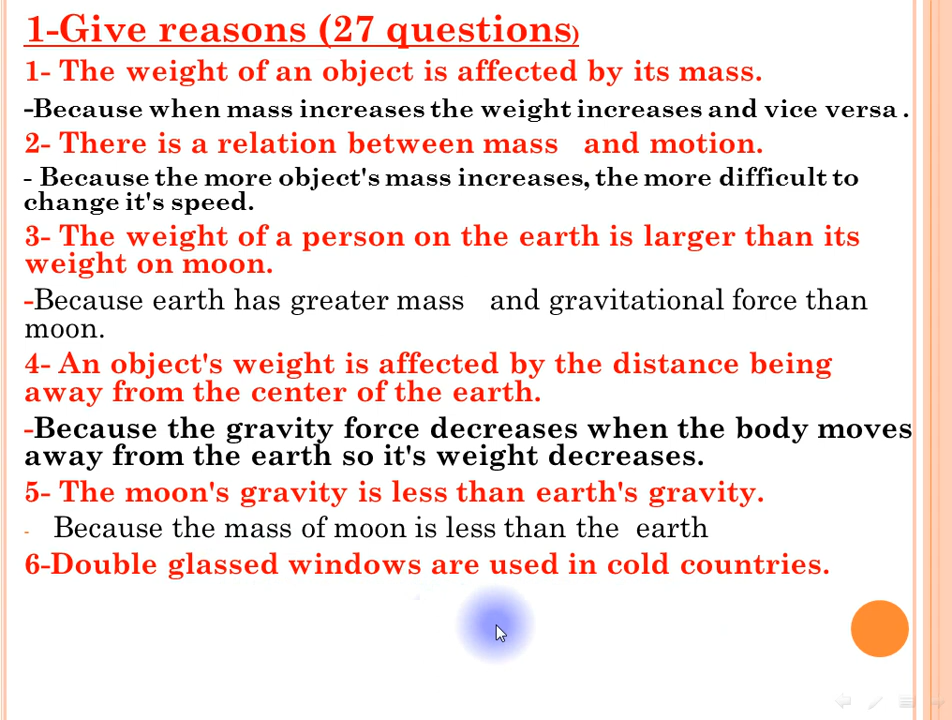 1-Give reasons (27 questions)
1- The weight of an object is affected by its mass.
-Because when mass increases the weight increases and vice versa .
2- There is a relation between mass and motion.
- Because the more object's mass increases, the more difficult to
change it's speed.
3- The weight of a person on the earth is larger than its
weight on moon.
-Because earth has greater mass and gravitational force than
moon.
4- An object's weight is affected by the distance being
away from the center of the earth.
-Because the gravity force decreases when the body moves
away from the earth so it's weight decreases.
5- The moon's gravity is less than earth's gravity.
- Because the mass of moon is less than the earth
6-Double glassed windows are used in cold countries.